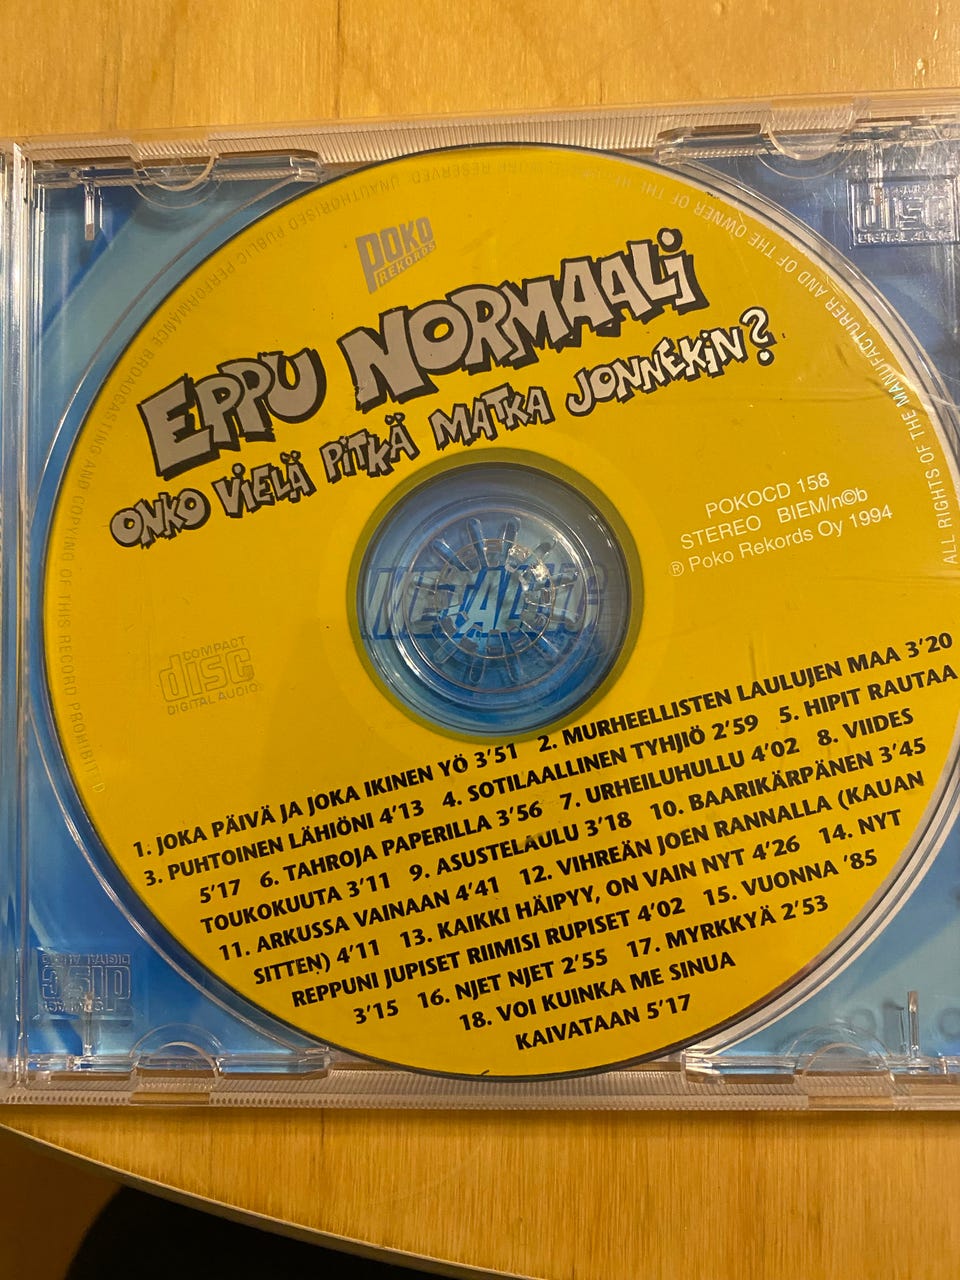 POKO
REKORDS
EPPU NORMAALI
ONKO VIELÄ PITKÄ MATKA JONNEKIN?
POKOCD 158
STEREO BIEM/n©b
℗ Poko Rekords Oy 1994
COMPACT
disc
DIGITAL AUDIO
1. JOKA PÄIVÄ JA JOKA IKINEN YÖ 3'51 2. MURHEELLISTEN LAULUJEN MAA 3'20
3. PUHTOINEN LÄHIÖNI 4'13 4. SOTILAALLINEN TYHJIÖ 2'59 5. HIPIT RAUTAA
5'17 6. TAHROJA PAPERILLA 3'56 7. URHEILUHULLU 4'02 8. VIIDES
TOUKOKUUTA 3'11 9. ASUSTELAULU 3'18 10. BAARIKÄRPÄNEN 3'45
11. ARKUSSA VAINAAN 4'41 12. VIHREÄN JOEN RANNALLA (KAUAN
SITTEN) 4'11 13. KAIKKI HÄIPYY, ON VAIN NYT 4'26 14. NYT
REPPUNI JUPISET RIIMISI RUPISET 4'02 15. VUONNA '85
3'15 16. NJET NJET 2'55 17. MYRKKYÄ 2'53
18. VOI KUINKA ME SINUA
KAIVATAAN 5'17
ALL RIGHTS OF THE MANUFACTURER AND OF THE OWNER OF THE RESERVED UNAUTHORISED PUBLIC PERFORMANCE BROADCASTING AND COPYING OF THIS RECORD PROHIBITED
disc
DIGITAL AUDIO
disc
DIGITAL AUDIO